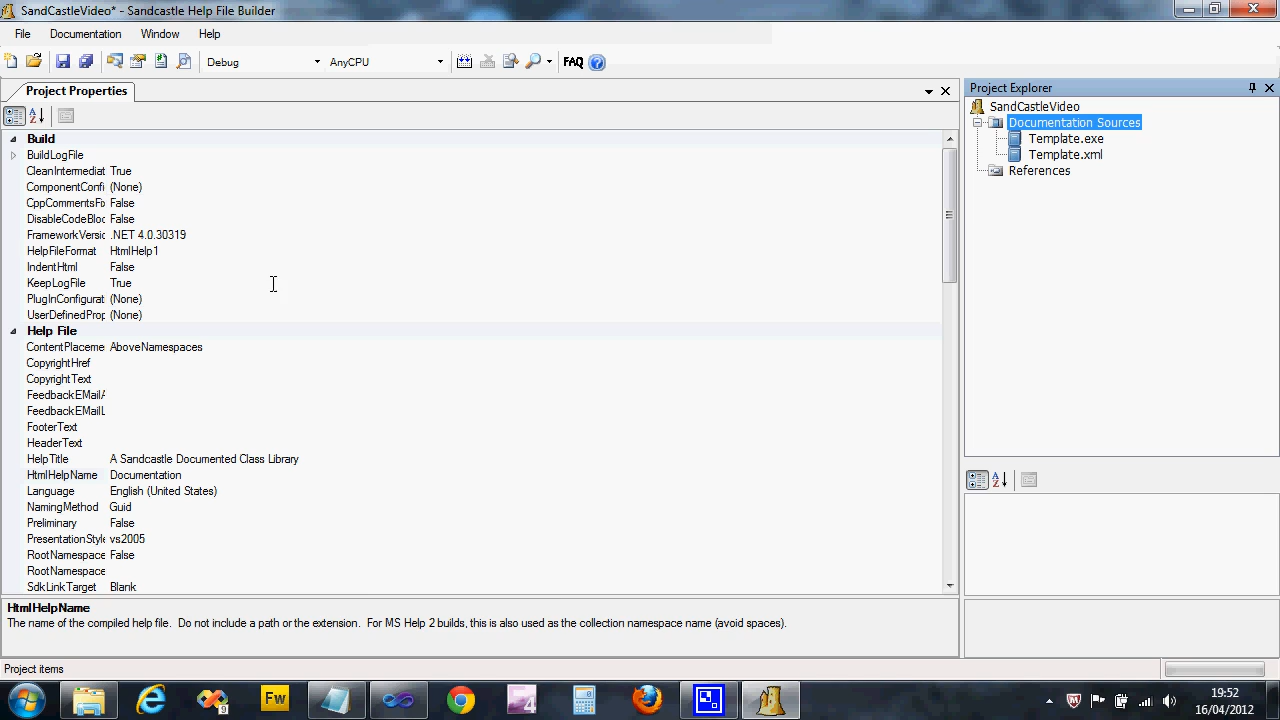 SandCastleVideo* - Sandcastle Help File Builder
File Documentation Window Help
Debug AnyCPU FAQ
Project Properties
Build
BuildLogFile
CleanIntermediat True
ComponentConfi (None)
CppCommentsFo False
DisableCodeBloc False
FrameworkVersio .NET 4.0.30319
HelpFileFormat HtmlHelp1
IndentHtml False
KeepLogFile True
PlugInConfigurat (None)
UserDefinedProp (None)
Help File
ContentPlaceme AboveNamespaces
CopyrightHref
CopyrightText
FeedbackEMailA
FeedbackEMailL
FooterText
HeaderText
HelpTitle A Sandcastle Documented Class Library
HtmlHelpName Documentation
Language English (United States)
NamingMethod Guid
Preliminary False
PresentationStyle vs2005
RootNamespace False
RootNamespace
SdkLinkTarget Blank
HtmlHelpName
The name of the compiled help file. Do not include a path or the extension. For MS Help 2 builds, this is also used as the collection namespace name (avoid spaces).
Project Explorer
SandCastleVideo
Documentation Sources
Template.exe
Template.xml
References
Project items
Fw
4
19:52
16/04/2012